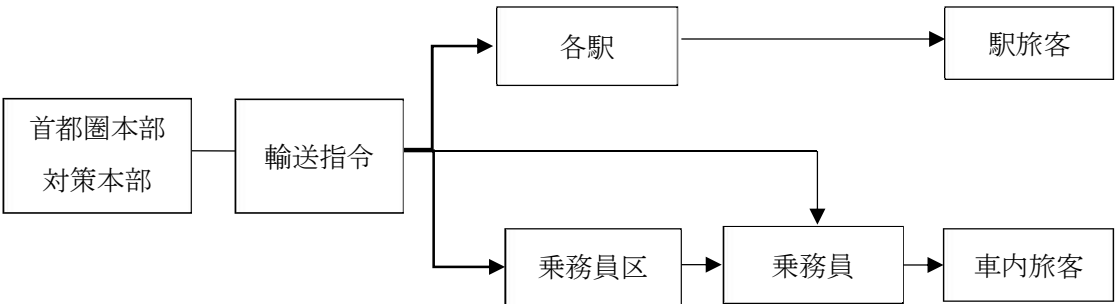 各駅
駅旅客
首都圏本部
対策本部
輸送指令
乗務員区
乗務員
車内旅客